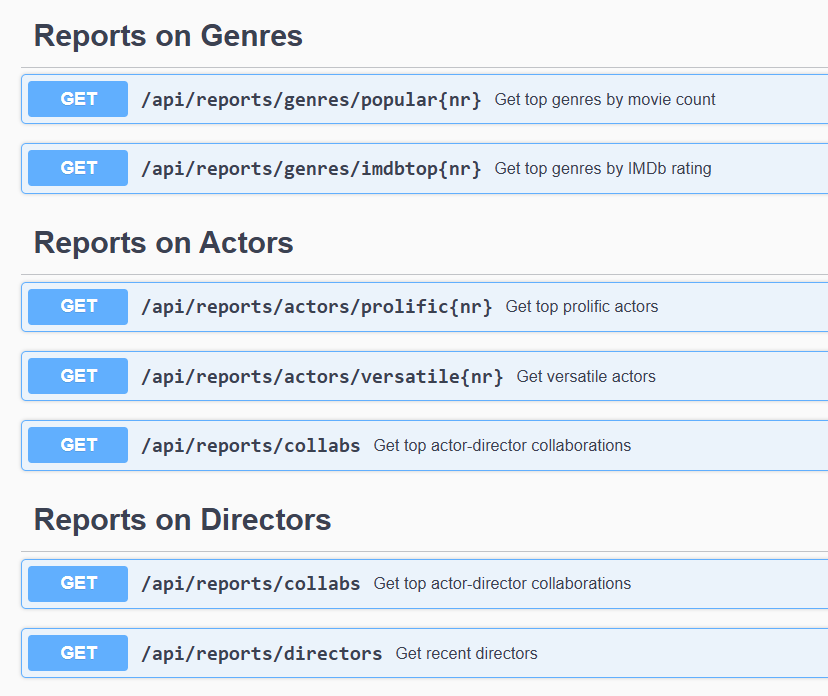 Reports on Genres
GET /api/reports/genres/popular{nr} Get top genres by movie count
GET /api/reports/genres/imdbtop{nr} Get top genres by IMDb rating
Reports on Actors
GET /api/reports/actors/prolific{nr} Get top prolific actors
GET /api/reports/actors/versatile{nr} Get versatile actors
GET /api/reports/collabs Get top actor-director collaborations
Reports on Directors
GET /api/reports/collabs Get top actor-director collaborations
GET /api/reports/directors Get recent directors